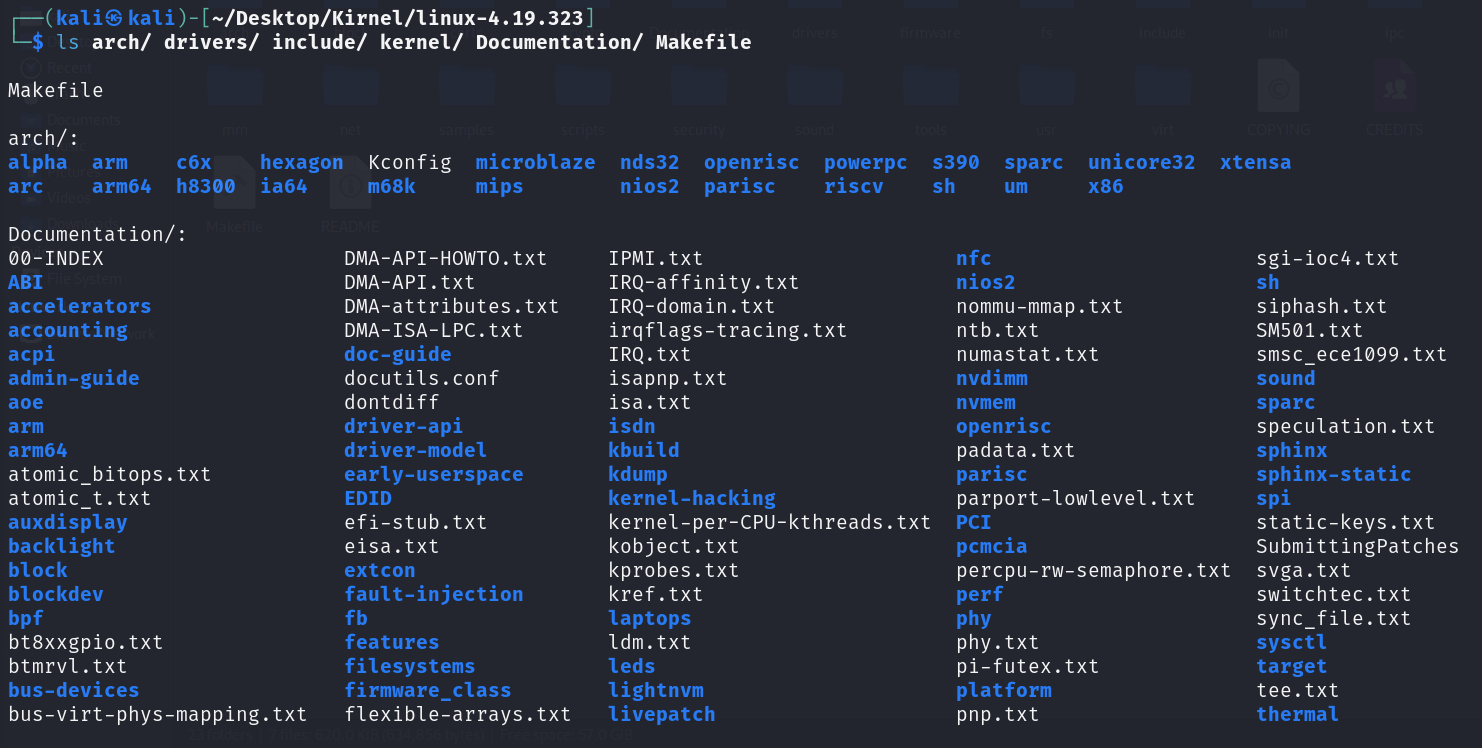 ┌──(kali㉿kali)-[~/Desktop/Kirnel/linux-4.19.323]
└─$ ls arch/ drivers/ include/ kernel/ Documentation/ Makefile
Makefile
arch/:
alpha arm c6x hexagon Kconfig microblaze nds32 openrisc powerpc s390 sparc unicore32 xtensa
arc arm64 h8300 ia64 m68k mips nios2 parisc riscv sh um x86
Documentation/:
00-INDEX DMA-API-HOWTO.txt IPMI.txt nfc sgi-ioc4.txt
ABI DMA-API.txt IRQ-affinity.txt nios2 sh
accelerators DMA-attributes.txt IRQ-domain.txt nommu-mmap.txt siphash.txt
accounting DMA-ISA-LPC.txt irqflags-tracing.txt ntb.txt SM501.txt
acpi doc-guide IRQ.txt numastat.txt smsc_ece1099.txt
admin-guide docutils.conf isapnp.txt nvdimm sound
aoe dontdiff isa.txt nvmem sparc
arm driver-api isdn openrisc speculation.txt
arm64 driver-model kbuild padata.txt sphinx
atomic_bitops.txt early-userspace kdump parisc sphinx-static
atomic_t.txt EDID kernel-hacking parport-lowlevel.txt spi
auxdisplay efi-stub.txt kernel-per-CPU-kthreads.txt PCI static-keys.txt
backlight eisa.txt kobject.txt pcmcia SubmittingPatches
block extcon kprobes.txt percpu-rw-semaphore.txt svga.txt
blockdev fault-injection kref.txt perf switchtec.txt
bpf fb laptops phy sync_file.txt
bt8xxgpio.txt features ldm.txt phy.txt sysctl
btmrvl.txt filesystems leds pi-futex.txt target
bus-devices firmware_class lightnvm platform tee.txt
bus-virt-phys-mapping.txt flexible-arrays.txt livepatch pnp.txt thermal